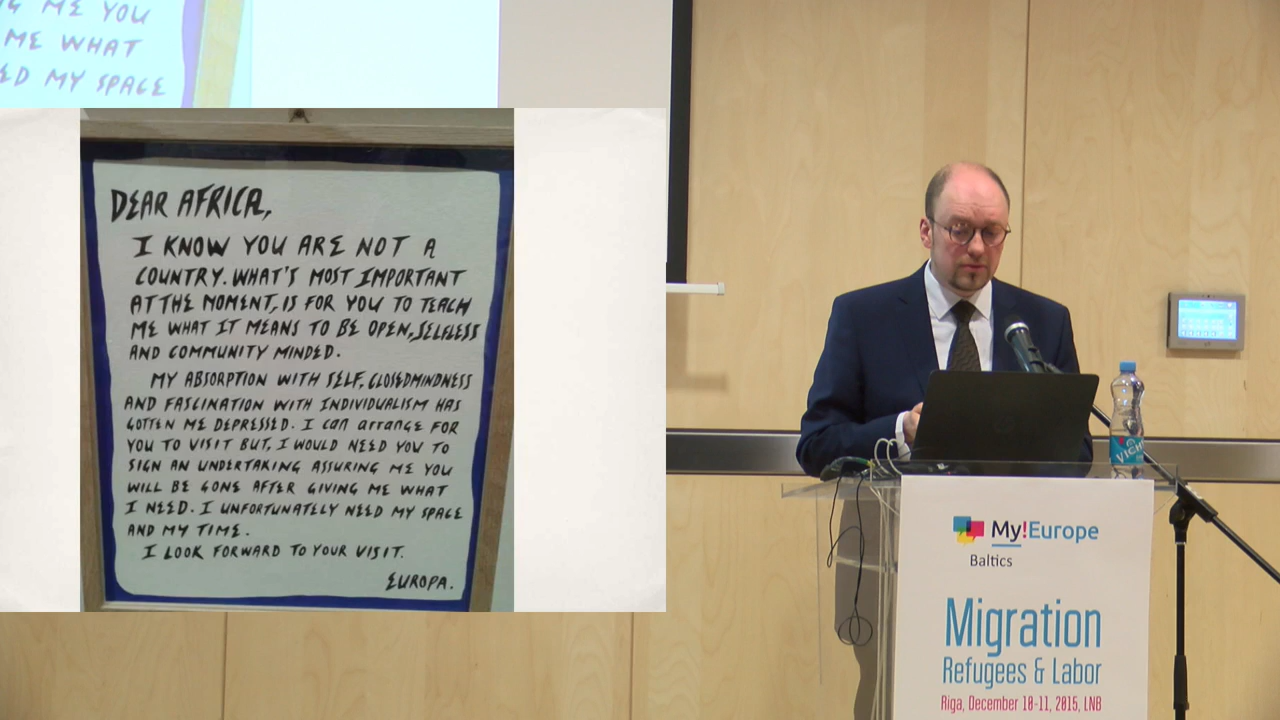 G ME YOU
ME WHAT
ED MY SPACE
DEAR AFRICA,
I KNOW YOU ARE NOT A
COUNTRY. WHAT'S MOST IMPORTANT
AT THE MOMENT, IS FOR YOU TO TEACH
ME WHAT IT MEANS TO BE OPEN, SELFLESS
AND COMMUNITY MINDED.
MY ABSORPTION WITH SELF, CLOSEDMINDNESS
AND FASCINATION WITH INDIVIDUALISM HAS
GOTTEN ME DEPRESSED. I can arrange FOR
YOU TO VISIT BUT, I WOULD NEED YOU TO
SIGN AN UNDERTAKING ASSURING ME YOU
WILL BE GONE AFTER GIVING ME WHAT
I NEED. I UNFORTUNATELY NEED MY SPACE
AND MY TIME.
I LOOK FORWARD TO YOUR VISIT.
EUROPA.
VICHY
My!Europe
Baltics
Migration
Refugees & Labor
Riga, December 10-11, 2015, LNB